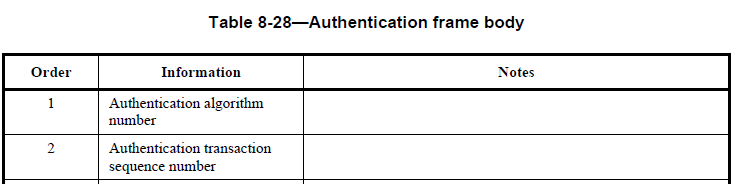 Table 8-28—Authentication frame body
Order Information Notes
1 Authentication algorithm
number
2 Authentication transaction
sequence number